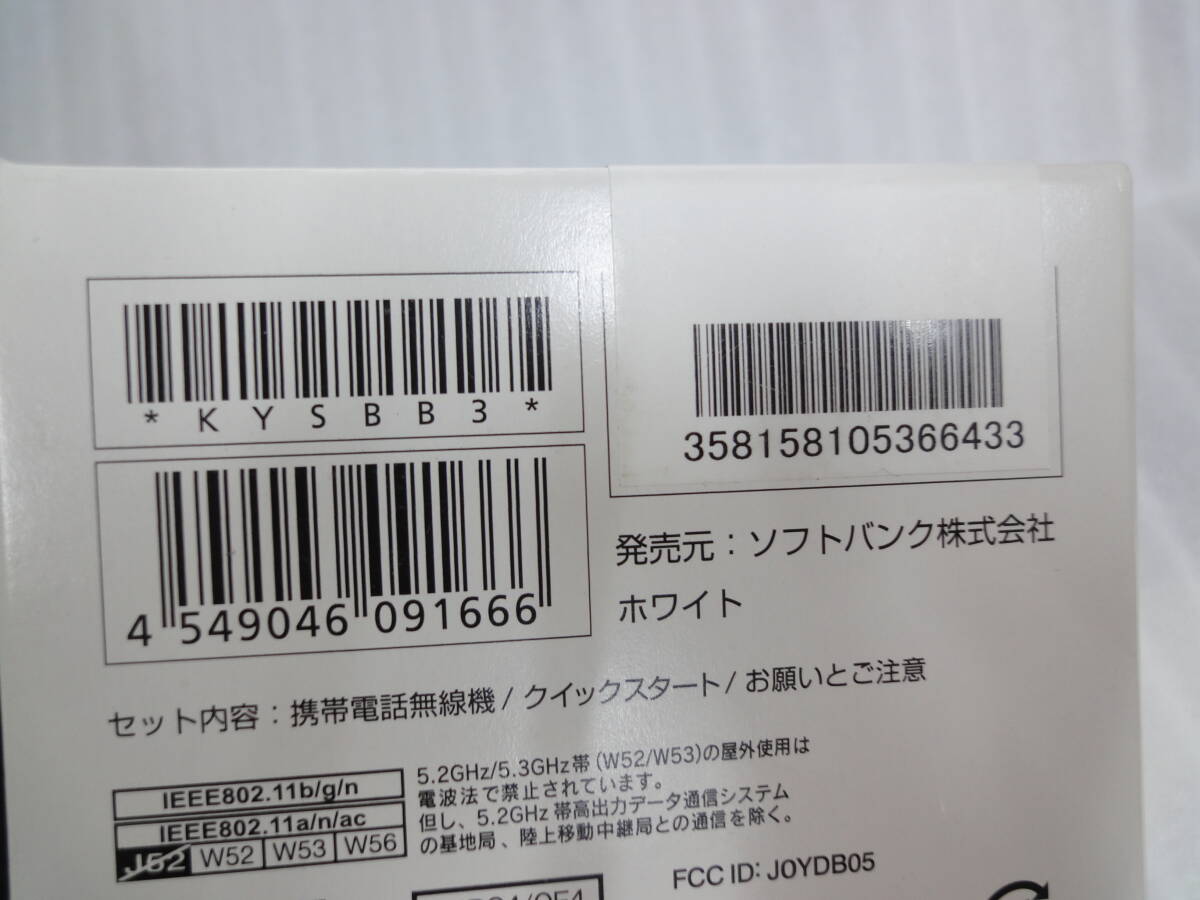 *KYSBB3*
358158105366433
4 549046 091666
発売元：ソフトバンク株式会社
ホワイト
セット内容：携帯電話無線機/クイックスタート/お願いとご注意
IEEE802.11b/g/n
IEEE802.11a/n/ac
J52 W52 W53 W56
5.2GHz/5.3GHz帯(W52/W53)の屋外使用は
電波法で禁止されています。
但し、5.2GHz帯高出力データ通信システム
の基地局、陸上移動中継局との通信を除く。
FCC ID: JOYDB05